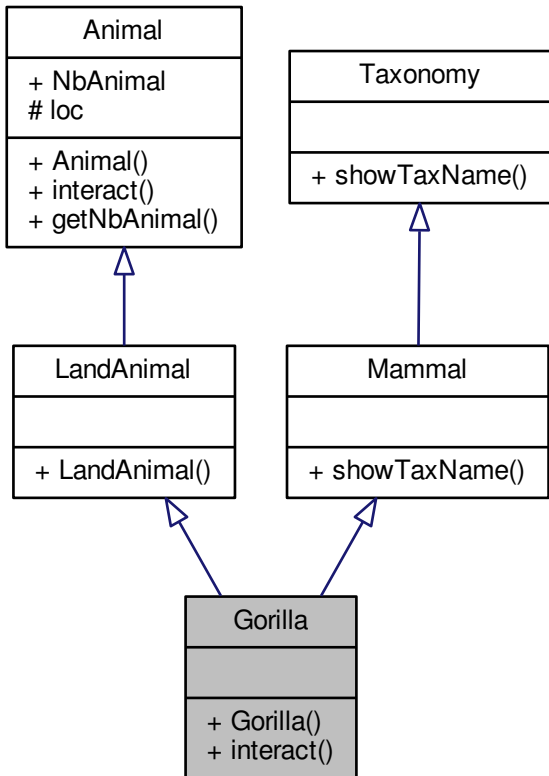 Animal
+ NbAnimal
# loc
+ Animal()
+ interact()
+ getNbAnimal()
Taxonomy
+ showTaxName()
LandAnimal
+ LandAnimal()
Mammal
+ showTaxName()
Gorilla
+ Gorilla()
+ interact()